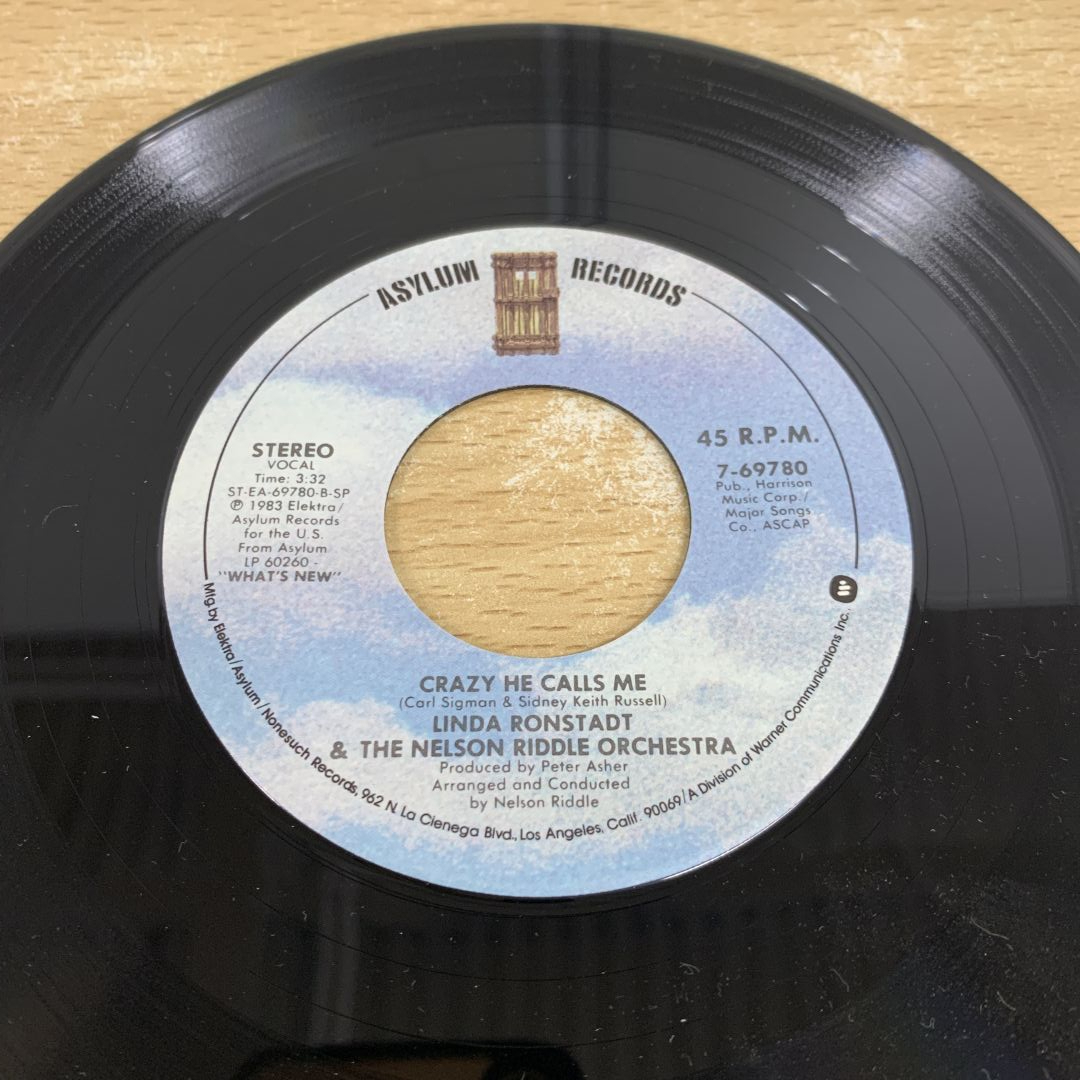 ASYLUM RECORDS
STEREO
VOCAL
Time: 3:32
ST-EA-69780-B-SP
℗ 1983 Elektra/
Asylum Records
for the U.S.
From Asylum
LP 60260 -
"WHAT'S NEW"
45 R.P.M.
7-69780
Pub., Harrison
Music Corp./
Major Songs
Co., ASCAP
CRAZY HE CALLS ME
(Carl Sigman & Sidney Keith Russell)
LINDA RONSTADT
& THE NELSON RIDDLE ORCHESTRA
Produced by Peter Asher
Arranged and Conducted
by Nelson Riddle
Mfg. by Elektra/Asylum/Nonesuch Records, 962 N. La Cienega Blvd., Los Angeles, Calif. 90069/A Division of Warner Communications Inc.